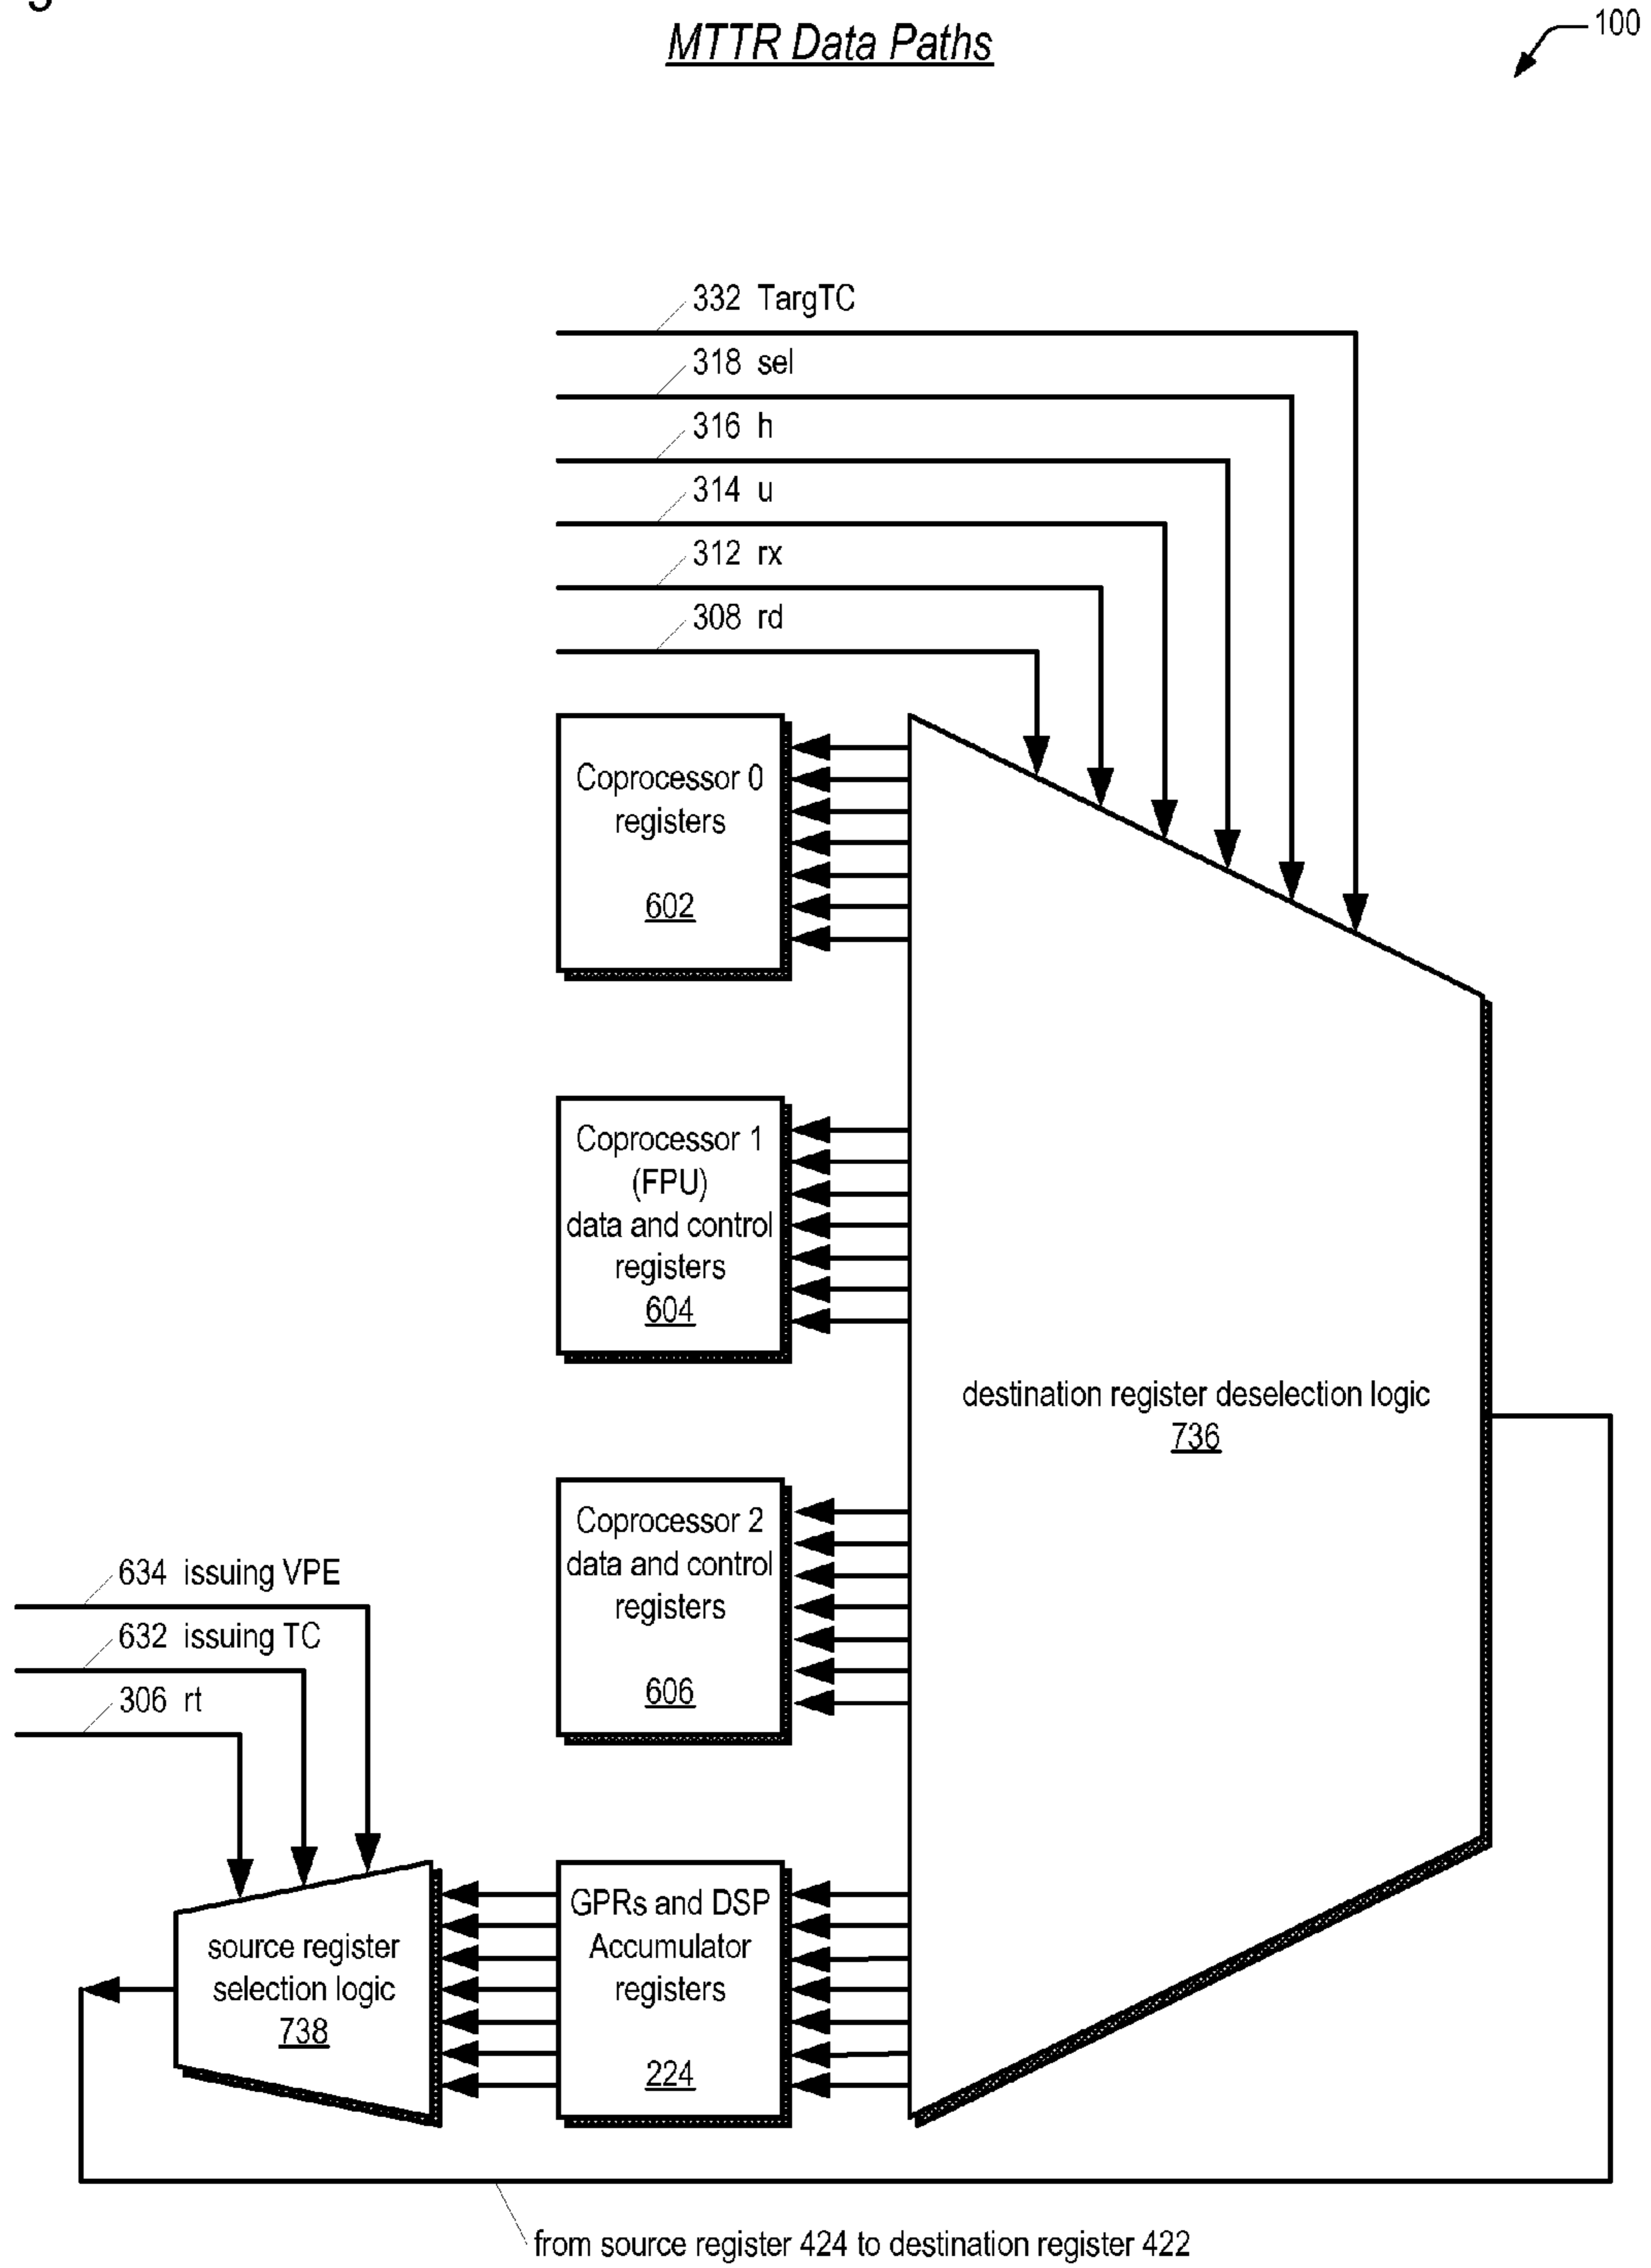 MTTR Data Paths
100
332 TargTC
318 sel
316 h
314 u
312 rx
308 rd
Coprocessor 0
registers
602
Coprocessor 1
(FPU)
data and control
registers
604
destination register deselection logic
736
Coprocessor 2
data and control
registers
606
634 issuing VPE
632 issuing TC
306 rt
source register
selection logic
738
GPRs and DSP
Accumulator
registers
224
from source register 424 to destination register 422